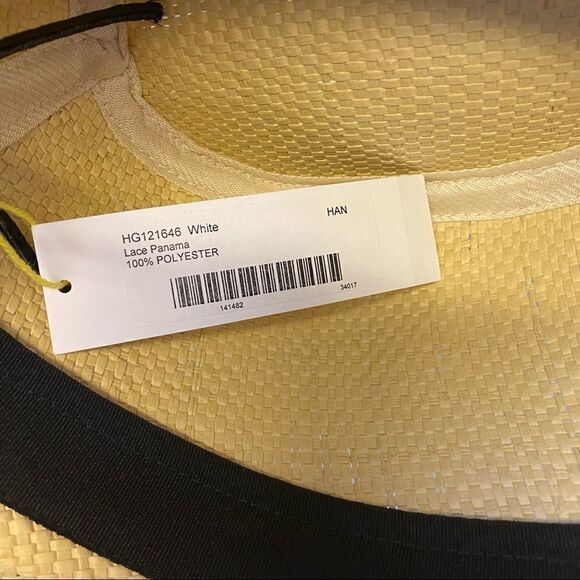 HG121646 White HAN
Lace Panama
100% POLYESTER
141482 34017